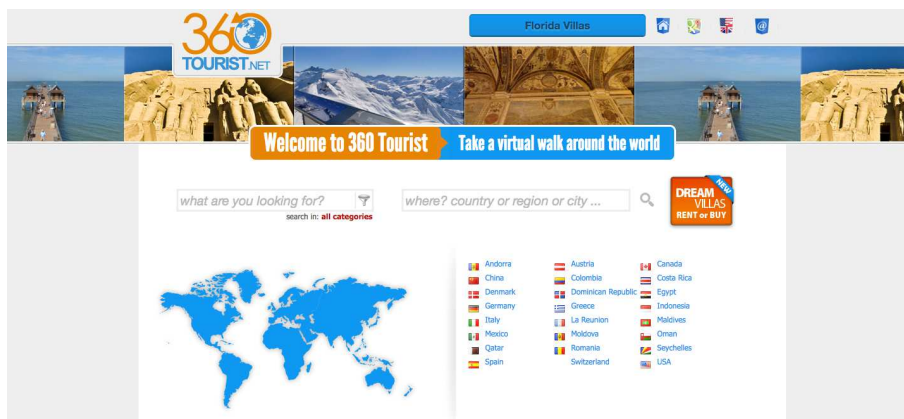 360
TOURIST.NET
Florida Villas
@
Welcome to 360 Tourist
Take a virtual walk around the world
what are you looking for?
where? country or region or city ...
search in: all categories
NEW
DREAM
VILLAS
RENT or BUY
Andorra
Austria
Canada
China
Colombia
Costa Rica
Denmark
Dominican Republic
Egypt
Germany
Greece
Indonesia
Italy
La Reunion
Maldives
Mexico
Moldova
Oman
Qatar
Romania
Seychelles
Spain
Switzerland
USA